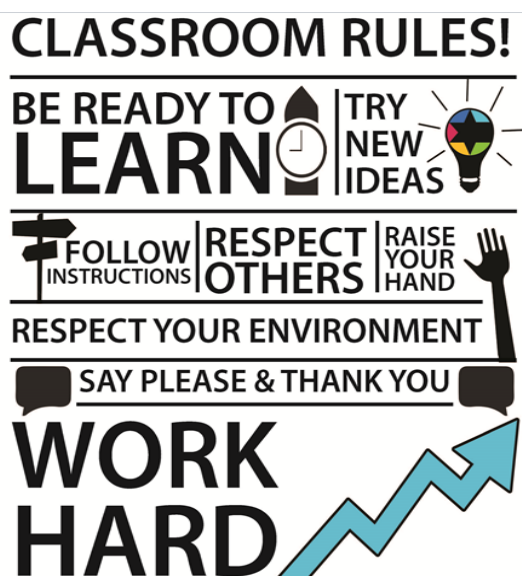 CLASSROOM RULES!
BE READY TO
LEARN
TRY
NEW
IDEAS
FOLLOW
INSTRUCTIONS
RESPECT
OTHERS
RAISE
YOUR
HAND
RESPECT YOUR ENVIRONMENT
SAY PLEASE & THANK YOU
WORK
HARD